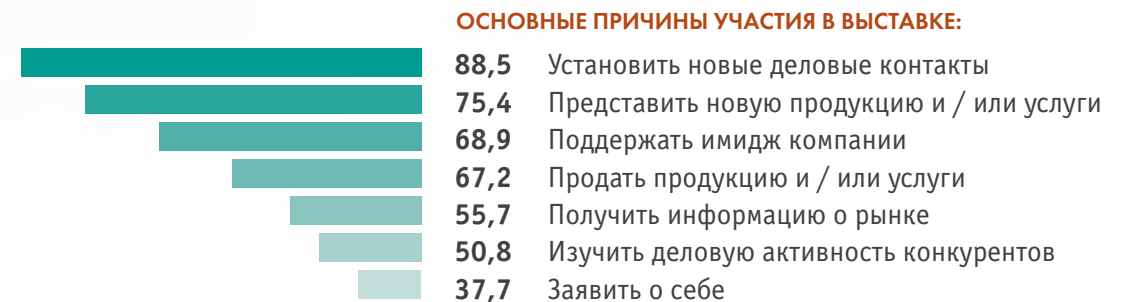 ОСНОВНЫЕ ПРИЧИНЫ УЧАСТИЯ В ВЫСТАВКЕ:
88,5 Установить новые деловые контакты
75,4 Представить новую продукцию и / или услуги
68,9 Поддержать имидж компании
67,2 Продать продукцию и / или услуги
55,7 Получить информацию о рынке
50,8 Изучить деловую активность конкурентов
37,7 Заявить о себе